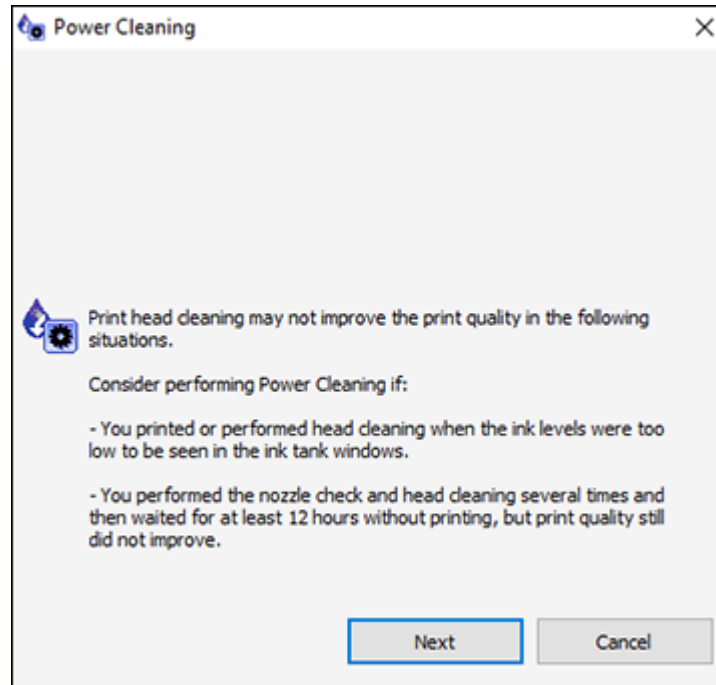 Power Cleaning
Print head cleaning may not improve the print quality in the following
situations.
Consider performing Power Cleaning if:
- You printed or performed head cleaning when the ink levels were too
low to be seen in the ink tank windows.
- You performed the nozzle check and head cleaning several times and
then waited for at least 12 hours without printing, but print quality still
did not improve.
Next
Cancel